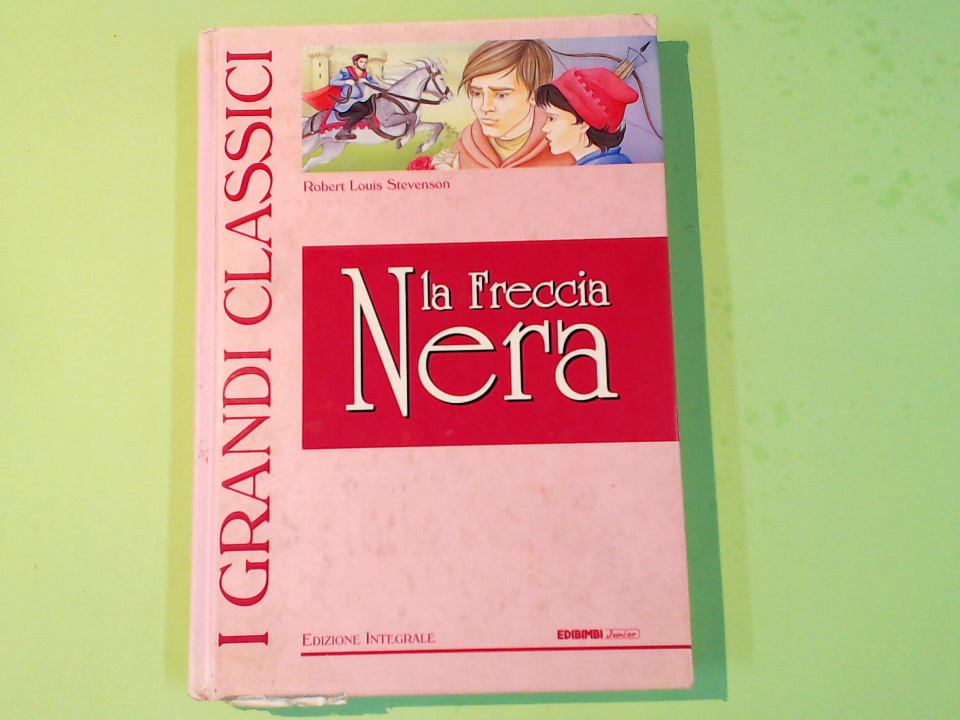 I GRANDI CLASSICI
Robert Louis Stevenson
la Freccia
Nera
EDIZIONE INTEGRALE
EDIBIMBI Junior